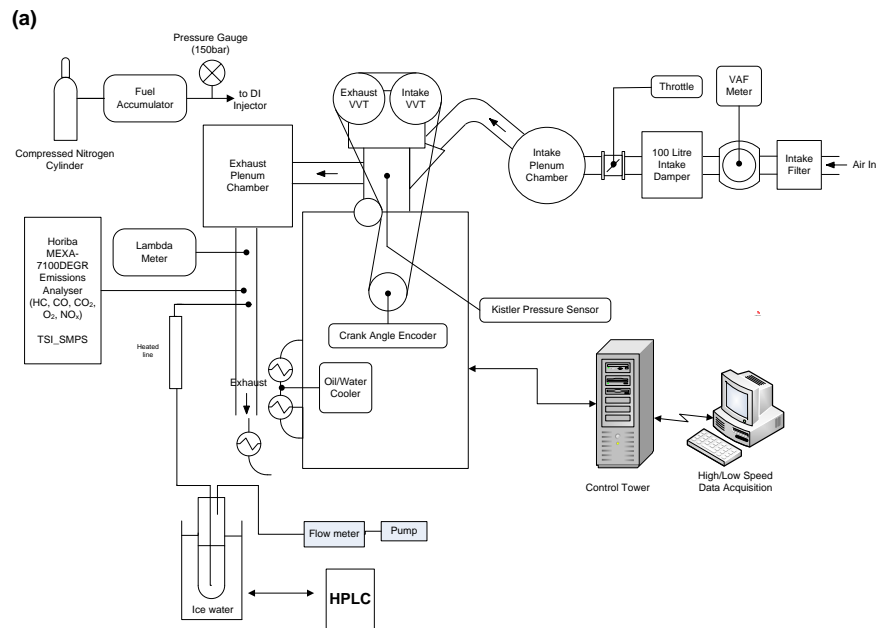 (a)
Pressure Gauge
(150bar)
Fuel
Accumulator
to DI
Injector
Compressed Nitrogen
Cylinder
Exhaust
VVT
Intake
VVT
Throttle
VAF
Meter
Exhaust
Plenum
Chamber
Intake
Plenum
Chamber
100 Litre
Intake
Damper
Intake
Filter
Air In
Horiba
MEXA-
7100DEGR
Emissions
Analyser
(HC, CO, CO₂,
O₂, NOₓ)
TSI_SMPS
Lambda
Meter
Kistler Pressure Sensor
Crank Angle Encoder
Heated
line
Exhaust
Oil/Water
Cooler
Control Tower
High/Low Speed
Data Acquisition
Flow meter
Pump
Ice water
HPLC